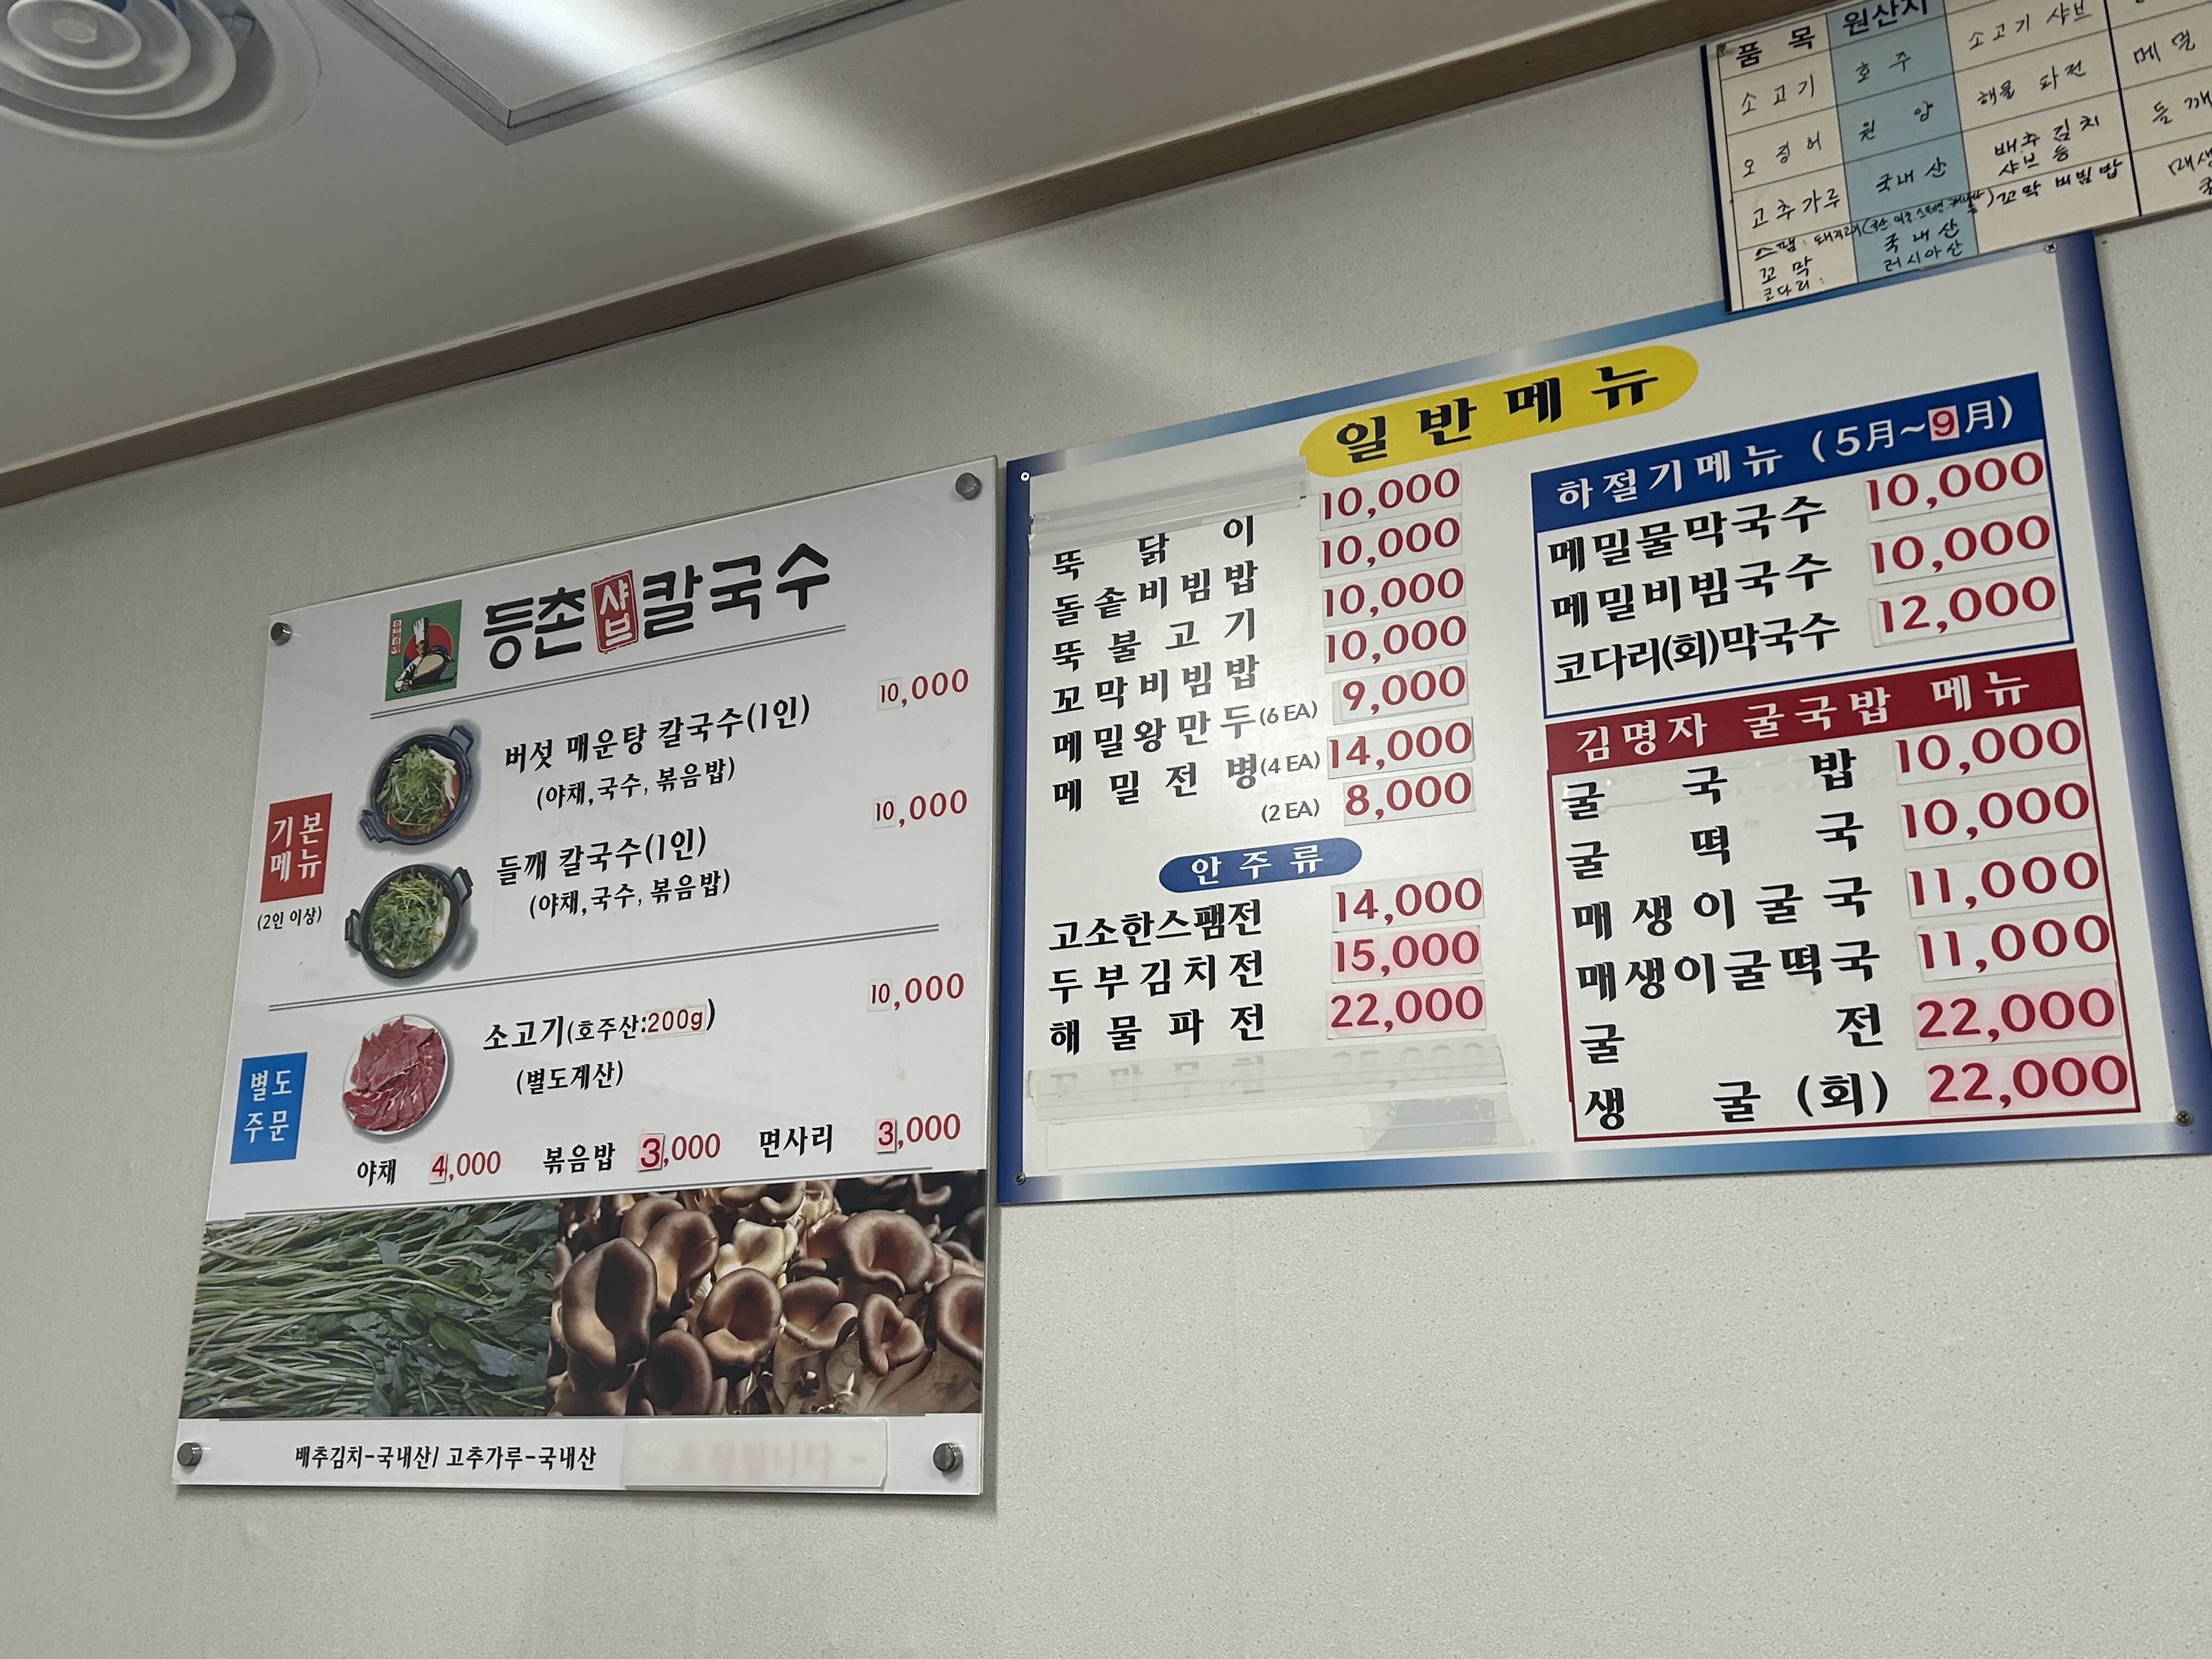 등촌샤브칼국수
기본
메뉴
(2인 이상)
버섯 매운탕 칼국수(1인) 10,000
(야채,국수,볶음밥)
들깨 칼국수(1인) 10,000
(야채,국수,볶음밥)
별도
주문
소고기(호주산:200g) 10,000
(별도계산)
야채 4,000 볶음밥 3,000 면사리 3,000
배추김치-국내산/ 고추가루-국내산
일반메뉴
10,000
뚝 닭 이 10,000
돌솥비빔밥 10,000
뚝불고기 10,000
꼬막비빔밥 9,000
메밀왕만두(6 EA)
메밀전병(4 EA) 14,000
(2 EA) 8,000
안주류
고소한스팸전 14,000
두부김치전 15,000
해물파전 22,000
하절기메뉴 (5月~9月)
메밀물막국수 10,000
메밀비빔국수 10,000
코다리(회)막국수 12,000
김명자 굴국밥 메뉴
굴국밥 10,000
굴떡국 10,000
매생이굴국 11,000
매생이굴떡국 11,000
굴전 22,000
생굴(회) 22,000
품목 원산지
소고기 호주 소고기 샤브 메밀
오징어 원양 해물 파전 들깨
고추가루 국내산 배추김치
샤브 등
꼬막 비빔밥
꼬막 국내산
코다리: 러시아산